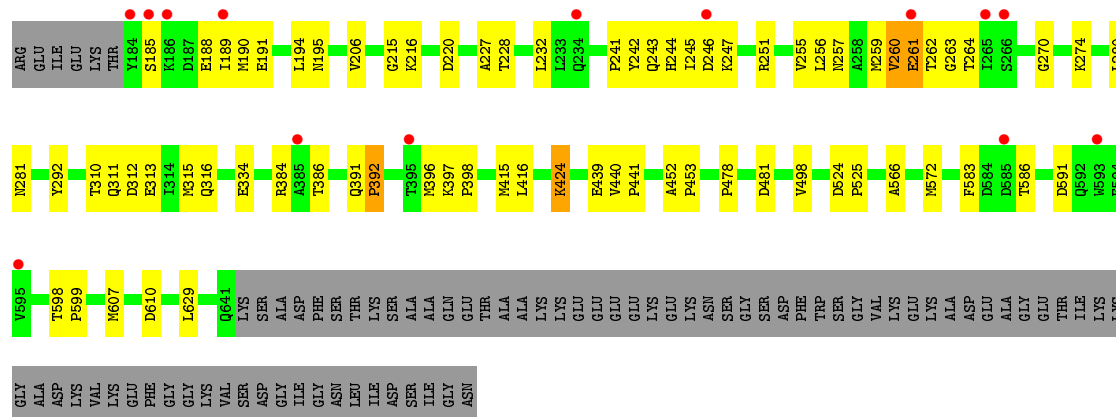 ARG GLU ILE GLU LYS THR Y184 S185 K186 D187 E188 I189 M190 E191 L194 N195 V206 G215 K216 D220 A227 T228 L232 L233 Q234 P241 Y242 Q243 H244 I245 D246 K247 R251 V255 L256 N257 A258 M259 V260 E261 T262 G263 T264 I265 S266 G270 K274
N281 Y292 T310 Q311 D312 E313 I314 M315 Q316 E334 R384 A385 T386 Q391 P392 T395 M396 K397 P398 M415 L416 K424 E439 V440 P441 A452 P453 P478 D481 V498 D524 P525 A566 M572 F583 D584 D585 T586 D591 Q592 W593
V595 T598 P599 M607 D610 L629 Q641 LYS SER ALA ASP PHE SER THR LYS SER ALA ALA GLN GLU THR ALA ALA LYS LYS GLU GLU GLU GLU LYS GLU LYS ASN SER GLY SER ASP PHE TRP SER GLY VAL LYS GLU LYS ALA ASP GLU ALA GLY GLU THR ILE LYS
GLY ALA ASP LYS VAL LYS GLU PHE GLY GLY LYS VAL SER ASP GLY ILE GLY ASN LEU ILE ASP SER ILE GLY ASN